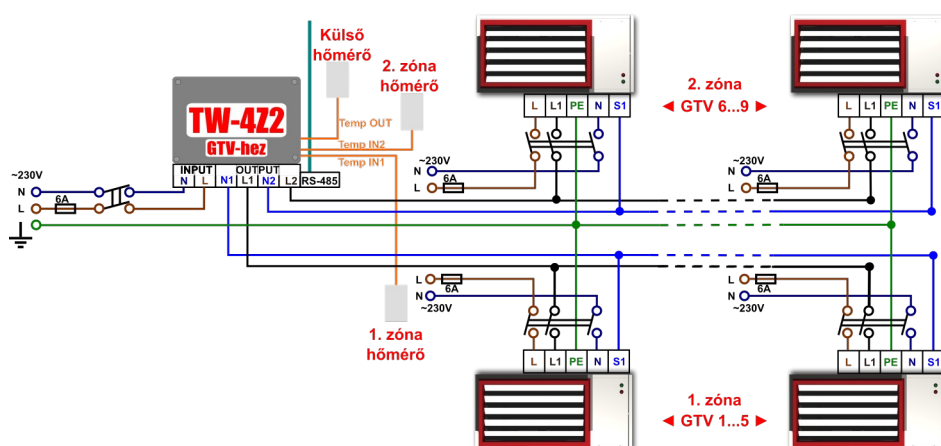 Külső
hőmérő
2. zóna
hőmérő
TW-4Z2
GTV-hez
Temp OUT
Temp IN2
Temp IN1
INPUT OUTPUT
N L N1 L1 N2 L2 RS-485
~230V
N
L
6A
L L1 PE N S1
L L1 PE N S1
2. zóna
◄ GTV 6...9 ►
~230V
N
L
6A
~230V
N
L
6A
L
6A
N
~230V
L
6A
N
~230V
1. zóna
hőmérő
L L1 PE N S1
L L1 PE N S1
1. zóna
◄ GTV 1...5 ►